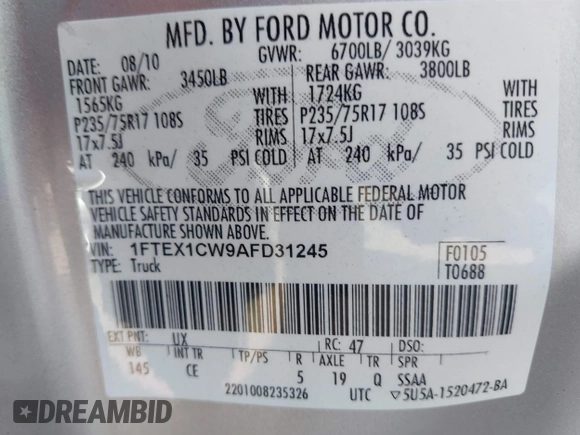 MFD. BY FORD MOTOR CO.
DATE: 08/10 GVWR: 6700LB/ 3039KG
FRONT GAWR: 3450LB REAR GAWR: 3800LB
1565KG WITH 1724KG WITH
P235/75R17 108S TIRES P235/75R17 108S TIRES
17x7.5J RIMS 17x7.5J RIMS
AT 240 kPa/ 35 PSI COLD AT 240 kPa/ 35 PSI COLD
THIS VEHICLE CONFORMS TO ALL APPLICABLE FEDERAL MOTOR
VEHICLE SAFETY STANDARDS IN EFFECT ON THE DATE OF
MANUFACTURE SHOWN ABOVE.
VIN: 1FTEX1CW9AFD31245 F0105
TYPE: Truck T0688
EXT PNT: UX RC: 47 DSO:
WB INT TR TP/PS R AXLE TR SPR
145 CE 5 19 Q SSAA
2201008235326 UTC ▽5U5A-1520472-BA
Ford
DREAMBID